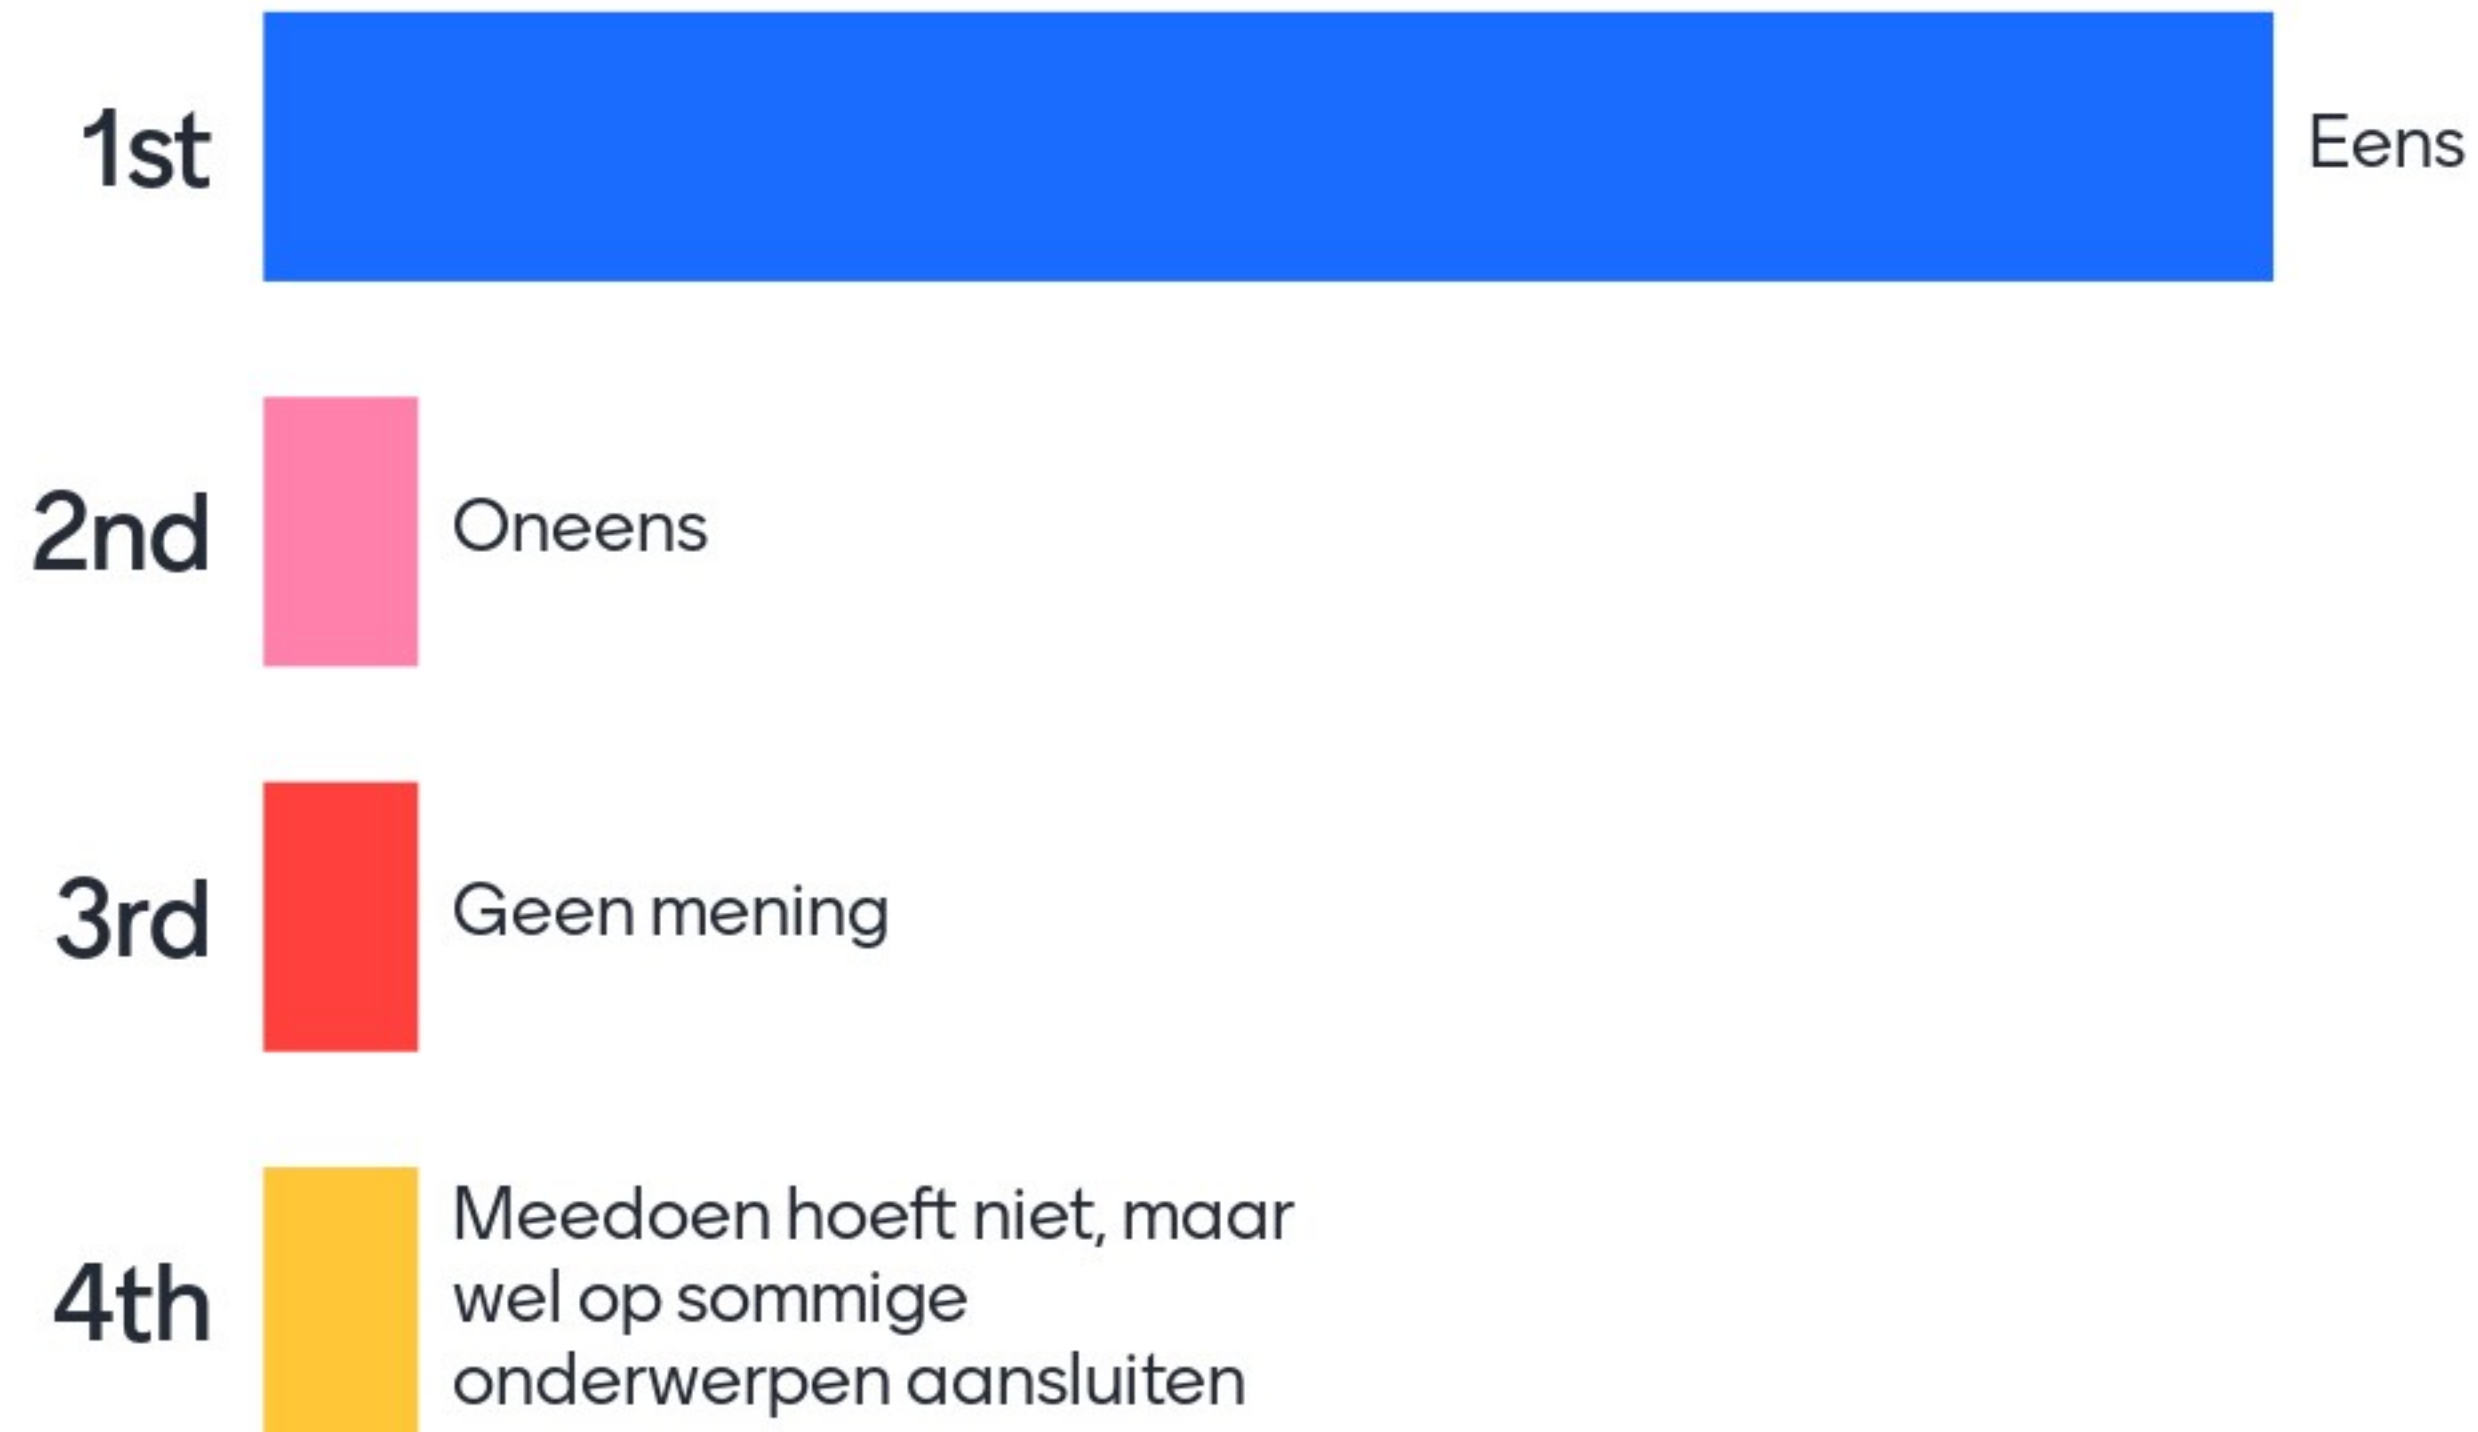 1st
Eens
2nd
Oneens
3rd
Geen mening
4th
Meedoen hoeft niet, maar
wel op sommige
onderwerpen aansluiten